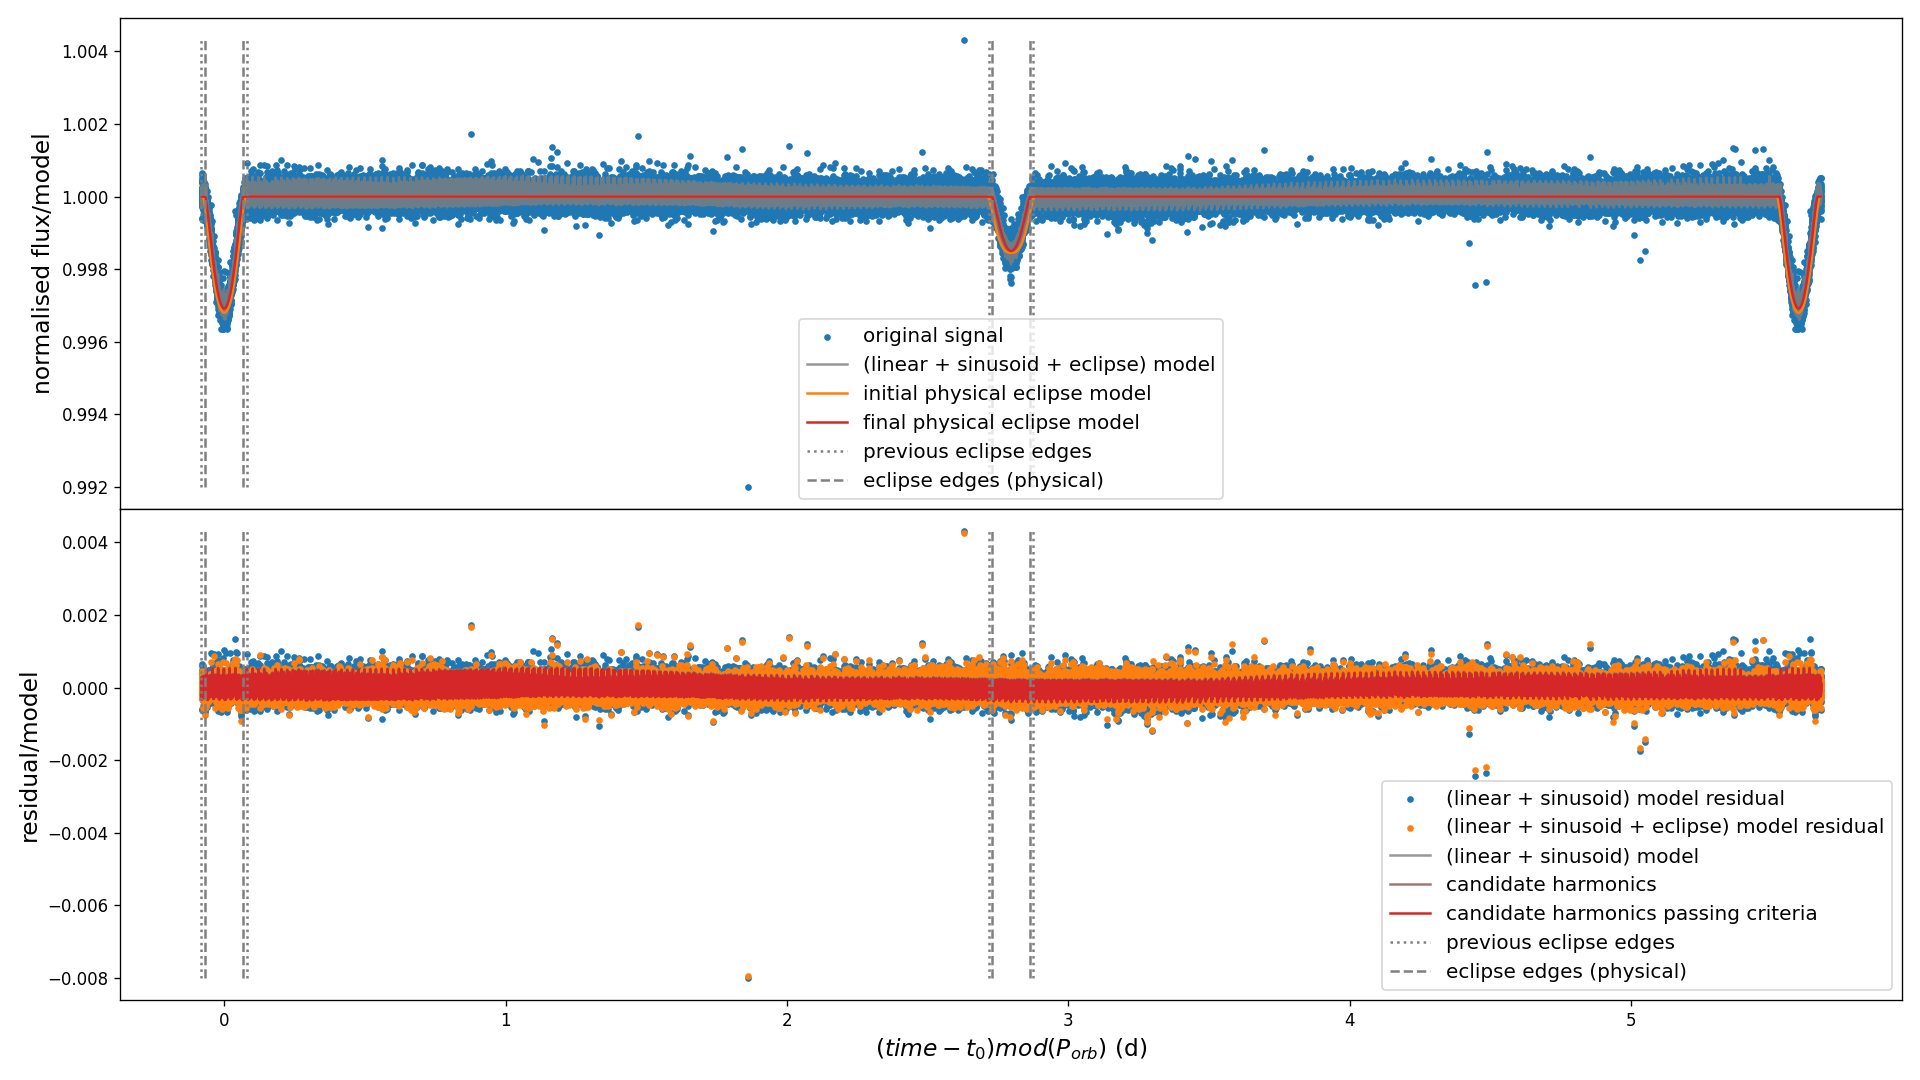 normalised flux/model
1.004
1.002
1.000
0.998
0.996
0.994
0.992
original signal
(linear + sinusoid + eclipse) model
initial physical eclipse model
final physical eclipse model
previous eclipse edges
eclipse edges (physical)
residual/model
0.004
0.002
0.000
−0.002
−0.004
−0.006
−0.008
(linear + sinusoid) model residual
(linear + sinusoid + eclipse) model residual
(linear + sinusoid) model
candidate harmonics
candidate harmonics passing criteria
previous eclipse edges
eclipse edges (physical)
0 1 2 3 4 5
(time − t0)mod(Porb) (d)